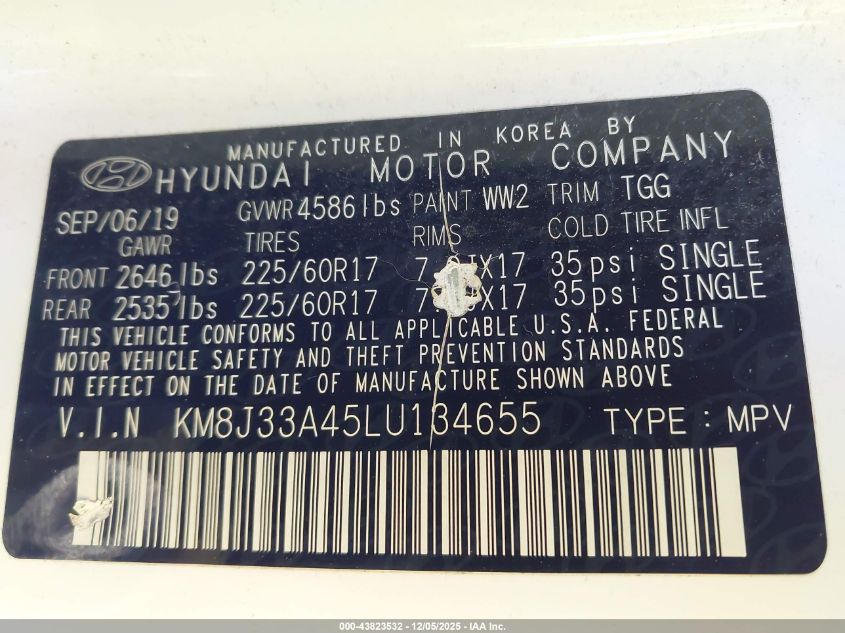 MANUFACTURED IN KOREA BY
HYUNDAI MOTOR COMPANY
SEP/06/19 GVWR 4586 lbs PAINT WW2 TRIM TGG
GAWR TIRES RIMS COLD TIRE INFL
FRONT 2646 lbs 225/60R17 35psi SINGLE
REAR 2535 lbs 225/60R17 35psi SINGLE
THIS VEHICLE CONFORMS TO ALL APPLICABLE U.S.A. FEDERAL
MOTOR VEHICLE SAFETY AND THEFT PREVENTION STANDARDS
IN EFFECT ON THE DATE OF MANUFACTURE SHOWN ABOVE
V.I.N KM8J33A45LU134655 TYPE : MPV
000-43823532 - 12/05/2025 - IAA Inc.